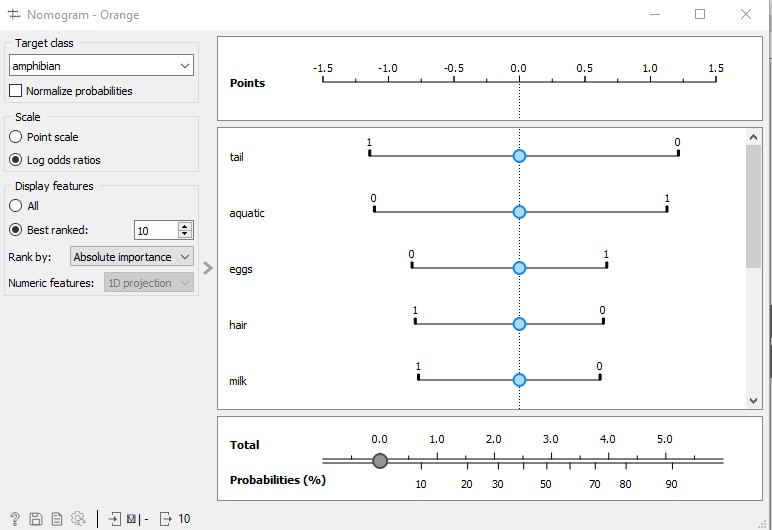 Nomogram - Orange
Target class
amphibian
Normalize probabilities
Scale
Point scale
Log odds ratios
Display features
All
Best ranked: 10
Rank by: Absolute importance
Numeric features: 1D projection
-1.5 -1.0 -0.5 0.0 0.5 1.0 1.5
Points
1 0
tail
0 1
aquatic
0 1
eggs
1 0
hair
1 0
milk
0.0 1.0 2.0 3.0 4.0 5.0
Total
Probabilities (%)
10 20 30 50 70 80 90
? - 10